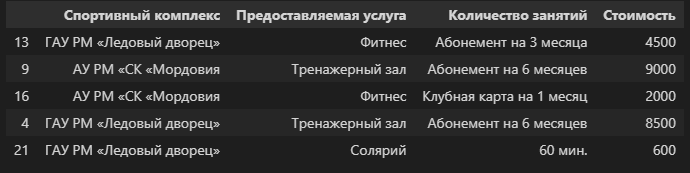 Спортивный комплекс Предоставляемая услуга Количество занятий Стоимость
13 ГАУ РМ «Ледовый дворец» Фитнес Абонемент на 3 месяца 4500
9 АУ РМ «СК «Мордовия Тренажерный зал Абонемент на 6 месяцев 9000
16 АУ РМ «СК «Мордовия Фитнес Клубная карта на 1 месяц 2000
4 ГАУ РМ «Ледовый дворец» Тренажерный зал Абонемент на 6 месяцев 8500
21 ГАУ РМ «Ледовый дворец» Солярий 60 мин. 600